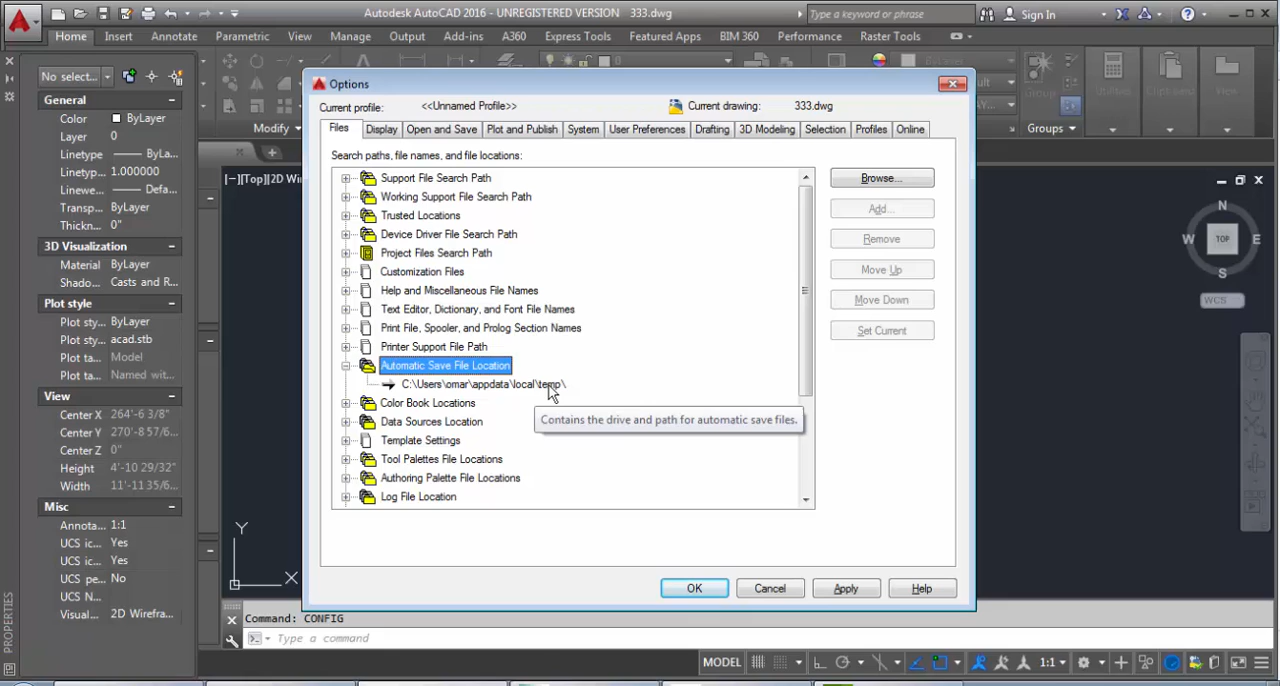 Autodesk AutoCAD 2016 - UNREGISTERED VERSION 333.dwg
Type a keyword or phrase
Sign In
Home Insert Annotate Parametric View Manage Output Add-ins A360 Express Tools Featured Apps BIM 360 Performance Raster Tools
No select...
General
Color ByLayer
Layer 0
Linetype ByLa...
Linetyp... 1.000000
Linewe... Defa...
Transp... ByLayer
Thickn... 0"
3D Visualization
Material ByLayer
Shado... Casts and R...
Plot style
Plot sty... ByLayer
Plot sty... acad.stb
Plot ta... Model
Plot ta... Named with...
View
Center X 264'-6 3/8"
Center Y 270'-8 57/6...
Center Z 0"
Height 4'-10 29/32"
Width 11'-11 35/6...
Misc
Annota... 1:1
UCS ic... Yes
UCS ic... Yes
UCS pe... No
UCS N...
Visual... 2D Wirefra...
PROPERTIES
Modify
Group
Groups
Utilities
Clipboard
View
[−][Top][2D Wi
Options
Current profile: <<Unnamed Profile>>
Current drawing: 333.dwg
Files Display Open and Save Plot and Publish System User Preferences Drafting 3D Modeling Selection Profiles Online
Search paths, file names, and file locations:
Support File Search Path
Working Support File Search Path
Trusted Locations
Device Driver File Search Path
Project Files Search Path
Customization Files
Help and Miscellaneous File Names
Text Editor, Dictionary, and Font File Names
Print File, Spooler, and Prolog Section Names
Printer Support File Path
Automatic Save File Location
C:\Users\omar\appdata\local\temp\
Contains the drive and path for automatic save files.
Color Book Locations
Data Sources Location
Template Settings
Tool Palettes File Locations
Authoring Palette File Locations
Log File Location
Browse...
Add...
Remove
Move Up
Move Down
Set Current
OK Cancel Apply Help
N
W TOP E
S
WCS
Y
X
Command: CONFIG
Type a command
MODEL 1:1